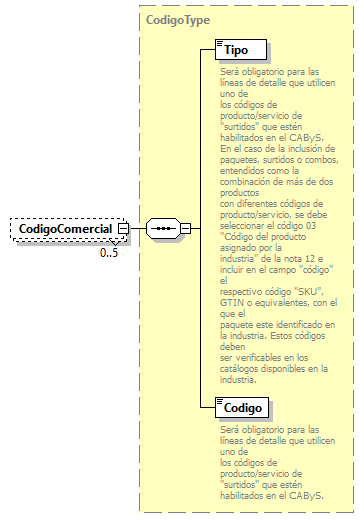 CodigoType
Tipo
Será obligatorio para las
líneas de detalle que utilicen
uno de
los códigos de
producto/servicio de
"surtidos" que estén
habilitados en el CAByS.
En el caso de la inclusión de
paquetes, surtidos o combos,
entendidos como la
combinación de más de dos
productos
con diferentes códigos de
producto/servicio, se debe
seleccionar el código 03
"Código del producto
asignado por la
industria" de la nota 12 e
incluir en el campo "código"
el
respectivo código "SKU",
GTIN o equivalentes, con el
que el
paquete este identificado en
la industria. Estos códigos
deben
ser verificables en los
catálogos disponibles en la
industria.
CodigoComercial
0..5
Codigo
Será obligatorio para las
líneas de detalle que utilicen
uno de
los códigos de
producto/servicio de
"surtidos" que estén
habilitados en el CAByS.